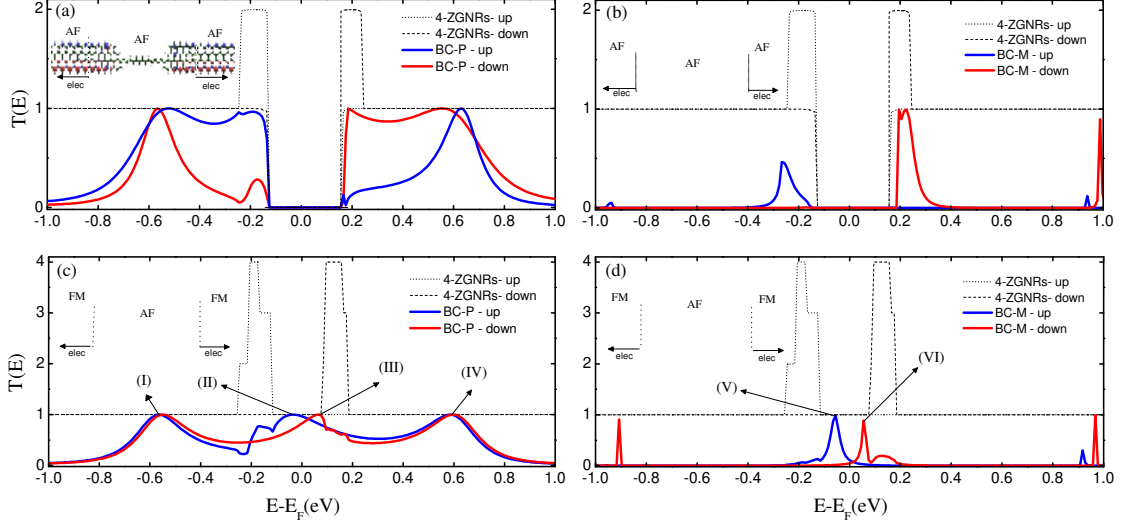 (a)
4-ZGNRs- up
4-ZGNRs- down
BC-P - up
BC-P - down
AF AF AF
elec elec
T(E)
2
1
0
-1.0 -0.8 -0.6 -0.4 -0.2 0.0 0.2 0.4 0.6 0.8 1.0
(b)
4-ZGNRs- up
4-ZGNRs- down
BC-M - up
BC-M - down
AF AF AF
elec elec
2
1
0
-1.0 -0.8 -0.6 -0.4 -0.2 0.0 0.2 0.4 0.6 0.8 1.0
(c)
4-ZGNRs- up
4-ZGNRs- down
BC-P - up
BC-P - down
FM AF FM
elec elec
(I) (II) (III) (IV)
T(E)
4
3
2
1
0
-1.0 -0.8 -0.6 -0.4 -0.2 0.0 0.2 0.4 0.6 0.8 1.0
E-EF(eV)
(d)
4-ZGNRs - up
4-ZGNRs - down
BC-M - up
BC-M - down
FM AF FM
elec elec
(V) (VI)
4
3
2
1
0
-1.0 -0.8 -0.6 -0.4 -0.2 0.0 0.2 0.4 0.6 0.8 1.0
E-EF(eV)